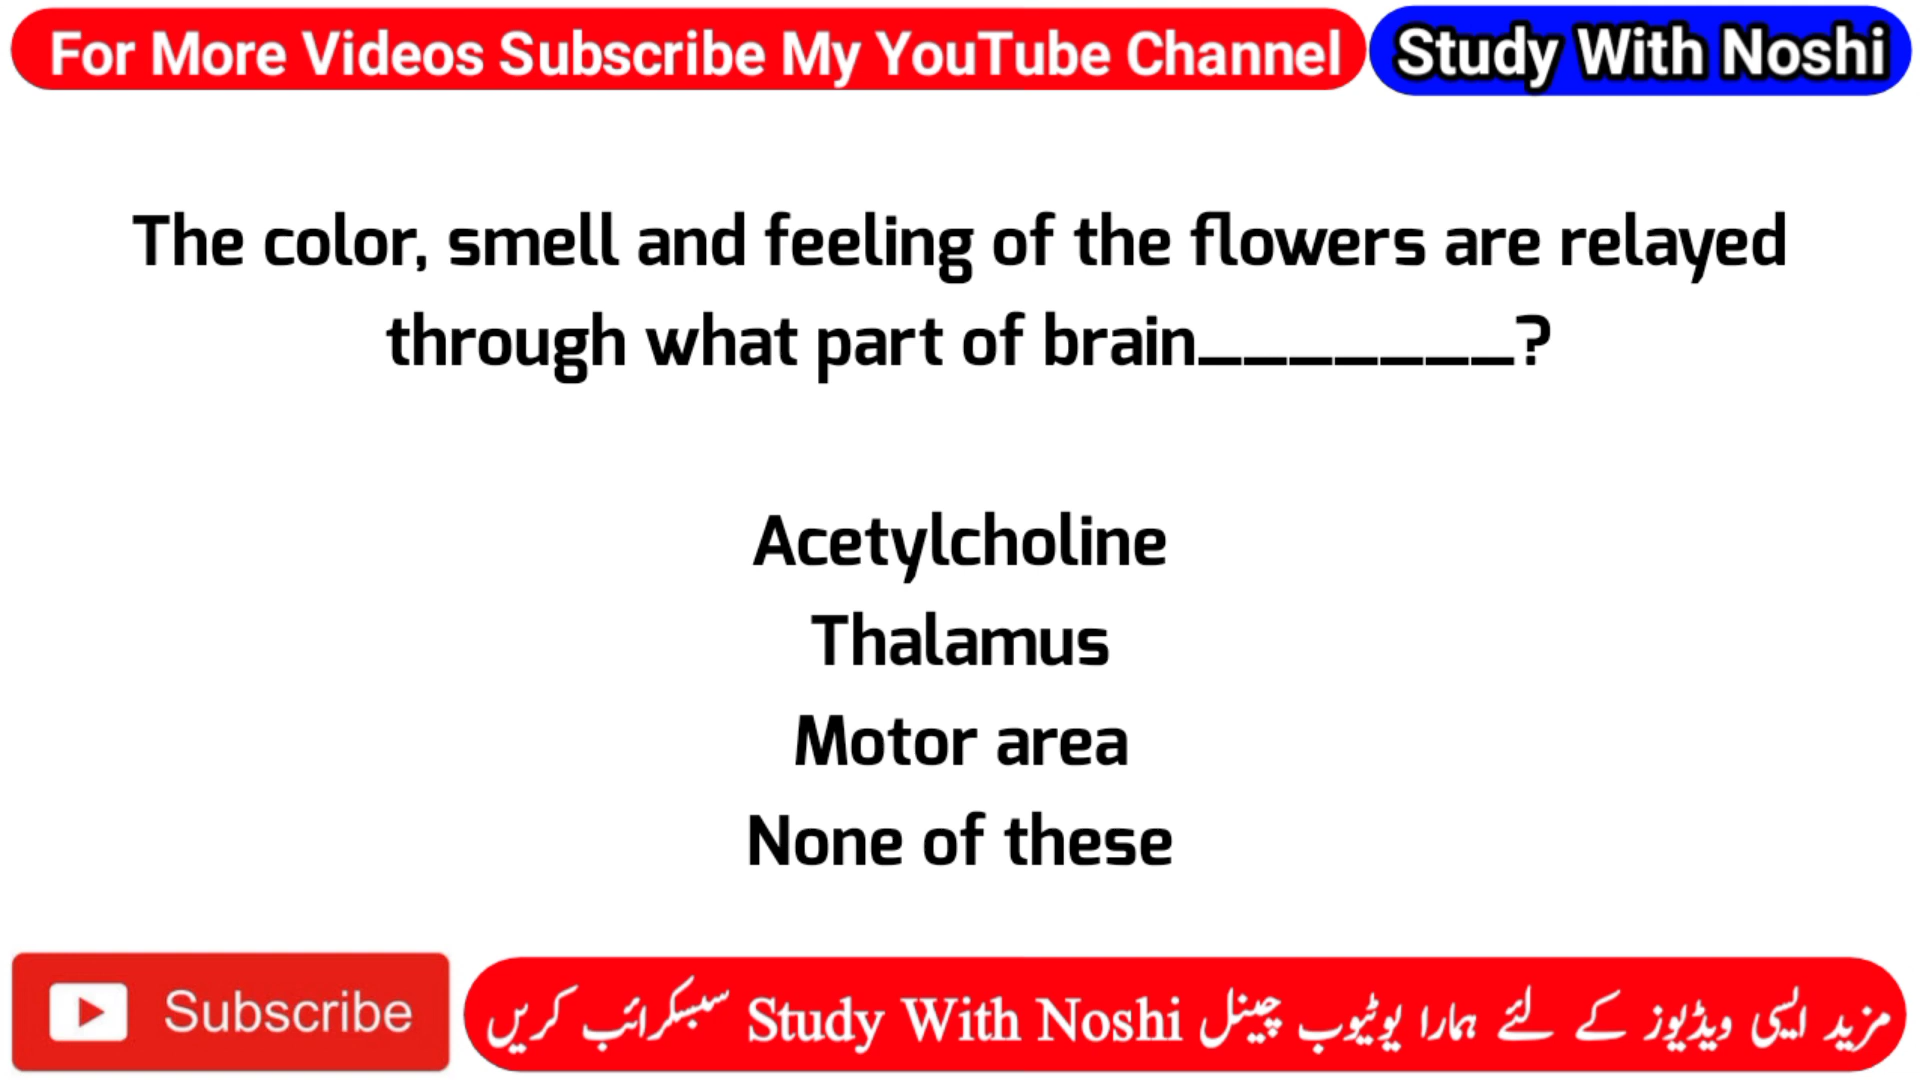 For More Videos Subscribe My YouTube Channel Study With Noshi
The color, smell and feeling of the flowers are relayed
through what part of brain_______?
Acetylcholine
Thalamus
Motor area
None of these
Subscribe
مزید ایسی ویڈیوز کے لئے ہمارا یوٹیوب چینل Study With Noshi سبسکرائب کریں